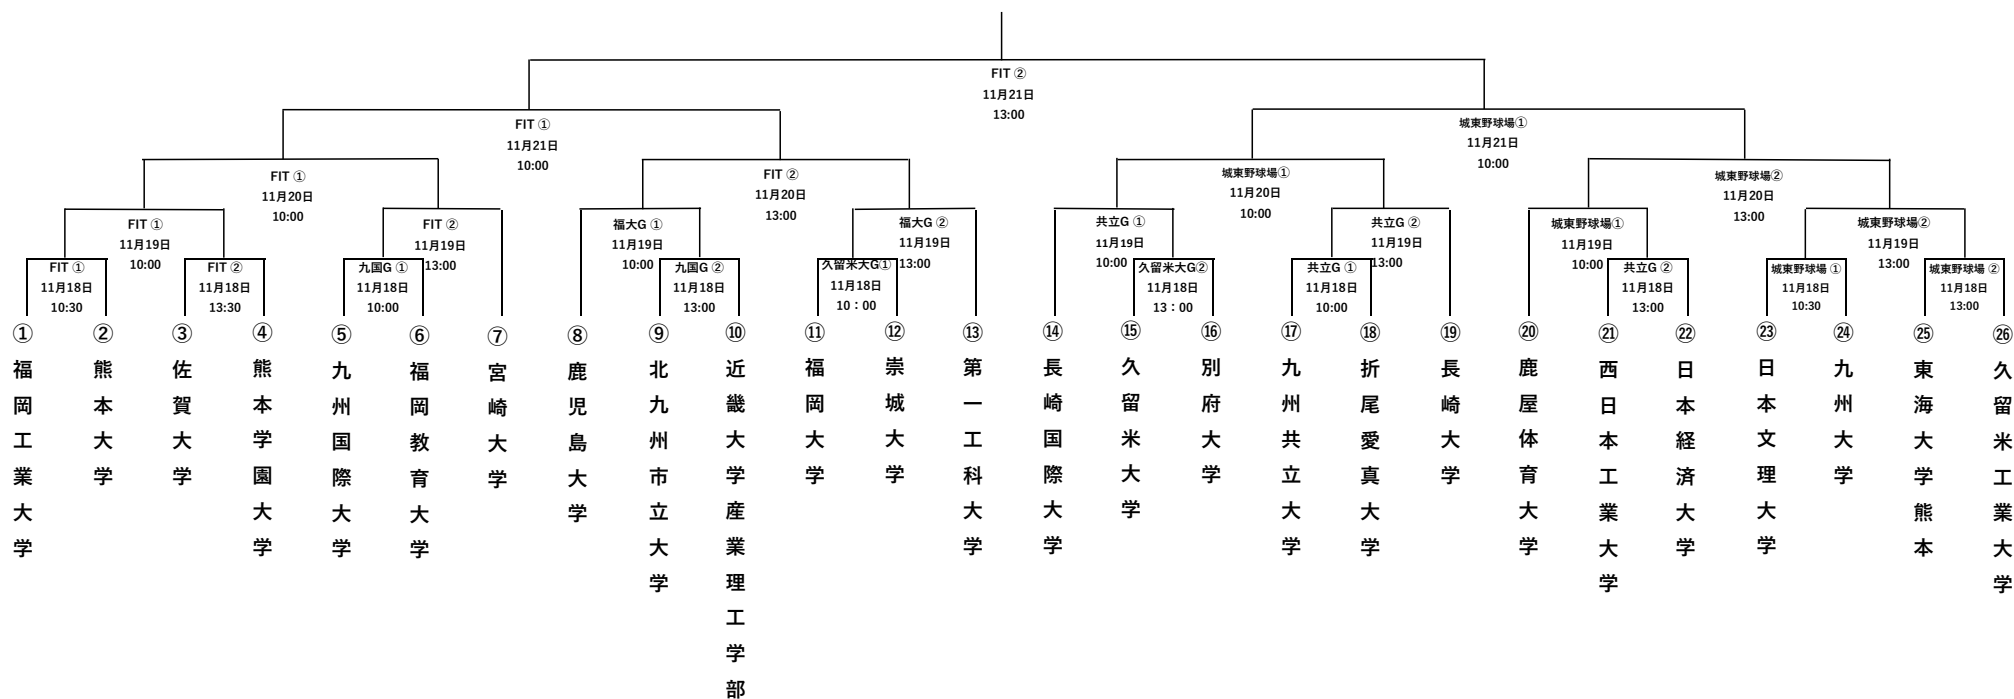 FIT ②
11月21日
13:00
FIT ①
11月21日
10:00
城東野球場①
11月21日
10:00
FIT ①
11月20日
10:00
FIT ②
11月20日
13:00
城東野球場①
11月20日
10:00
城東野球場②
11月20日
13:00
FIT ①
11月19日
10:00
FIT ②
11月19日
13:00
福大G ①
11月19日
10:00
福大G ②
11月19日
13:00
共立G ①
11月19日
10:00
共立G ②
11月19日
13:00
城東野球場①
11月19日
10:00
城東野球場②
11月19日
13:00
FIT ①
11月18日
10:30
FIT ②
11月18日
13:30
九国G ①
11月18日
10:00
九国G ②
11月18日
13:00
久留米大G①
11月18日
10：00
久留米大G②
11月18日
13：00
共立G ①
11月18日
10:00
共立G ②
11月18日
13:00
城東野球場 ①
11月18日
10:30
城東野球場 ②
11月18日
13:00
①
福岡工業大学
②
熊本大学
③
佐賀大学
④
熊本学園大学
⑤
九州国際大学
⑥
福岡教育大学
⑦
宮崎大学
⑧
鹿児島大学
⑨
北九州市立大学
⑩
近畿大学産業理工学部
⑪
福岡大学
⑫
崇城大学
⑬
第一工科大学
⑭
長崎国際大学
⑮
久留米大学
⑯
別府大学
⑰
九州共立大学
⑱
折尾愛真大学
⑲
長崎大学
⑳
鹿屋体育大学
㉑
西日本工業大学
㉒
日本経済大学
㉓
日本文理大学
㉔
九州大学
㉕
東海大学熊本
㉖
久留米工業大学